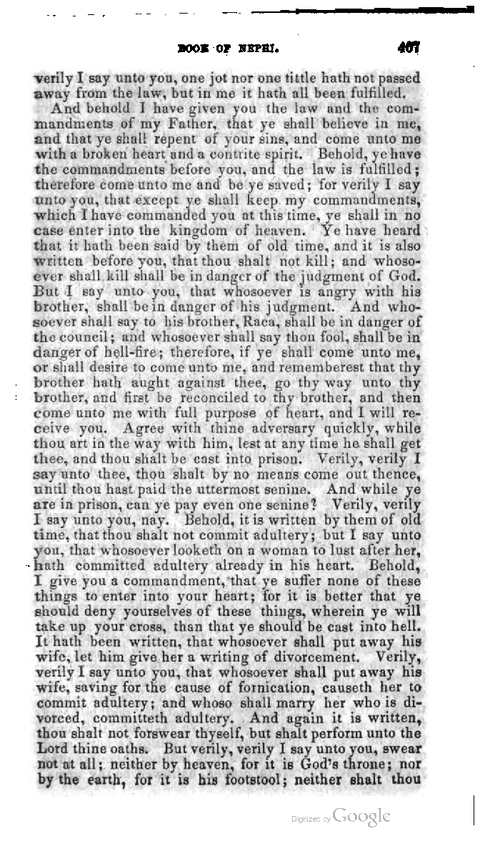 BOOK OF NEPHI. 467
verily I say unto you, one jot nor one tittle hath not passed
away from the law, but in me it hath all been fulfilled.
And behold I have given you the law and the com-
mandments of my Father, that ye shall believe in me,
and that ye shall repent of your sins, and come unto me
with a broken heart and a contrite spirit. Behold, ye have
the commandments before you, and the law is fulfilled;
therefore come unto me and be ye saved; for verily I say
unto you, that except ye shall keep my commandments,
which I have commanded you at this time, ye shall in no
case enter into the kingdom of heaven. Ye have heard
that it hath been said by them of old time, and it is also
written before you, that thou shalt not kill; and whoso-
ever shall kill shall be in danger of the judgment of God.
But I say unto you, that whosoever is angry with his
brother, shall be in danger of his judgment. And who-
soever shall say to his brother, Raca, shall be in danger of
the council; and whosoever shall say thou fool, shall be in
danger of hell-fire; therefore, if ye shall come unto me,
or shall desire to come unto me, and rememberest that thy
brother hath aught against thee, go thy way unto thy
brother, and first be reconciled to thy brother, and then
come unto me with full purpose of heart, and I will re-
ceive you. Agree with thine adversary quickly, while
thou art in the way with him, lest at any time he shall get
thee, and thou shalt be cast into prison. Verily, verily I
say unto thee, thou shalt by no means come out thence,
until thou hast paid the uttermost senine. And while ye
are in prison, can ye pay even one senine? Verily, verily
I say unto you, nay. Behold, it is written by them of old
time, that thou shalt not commit adultery; but I say unto
you, that whosoever looketh on a woman to lust after her,
hath committed adultery already in his heart. Behold,
I give you a commandment, that ye suffer none of these
things to enter into your heart; for it is better that ye
should deny yourselves of these things, wherein ye will
take up your cross, than that ye should be cast into hell.
It hath been written, that whosoever shall put away his
wife, let him give her a writing of divorcement. Verily,
verily I say unto you, that whosoever shall put away his
wife, saving for the cause of fornication, causeth her to
commit adultery; and whoso shall marry her who is di-
vorced, committeth adultery. And again it is written,
thou shalt not forswear thyself, but shalt perform unto the
Lord thine oaths. But verily, verily I say unto you, swear
not at all; neither by heaven, for it is God's throne; nor
by the earth, for it is his footstool; neither shalt thou
Digitized by Google